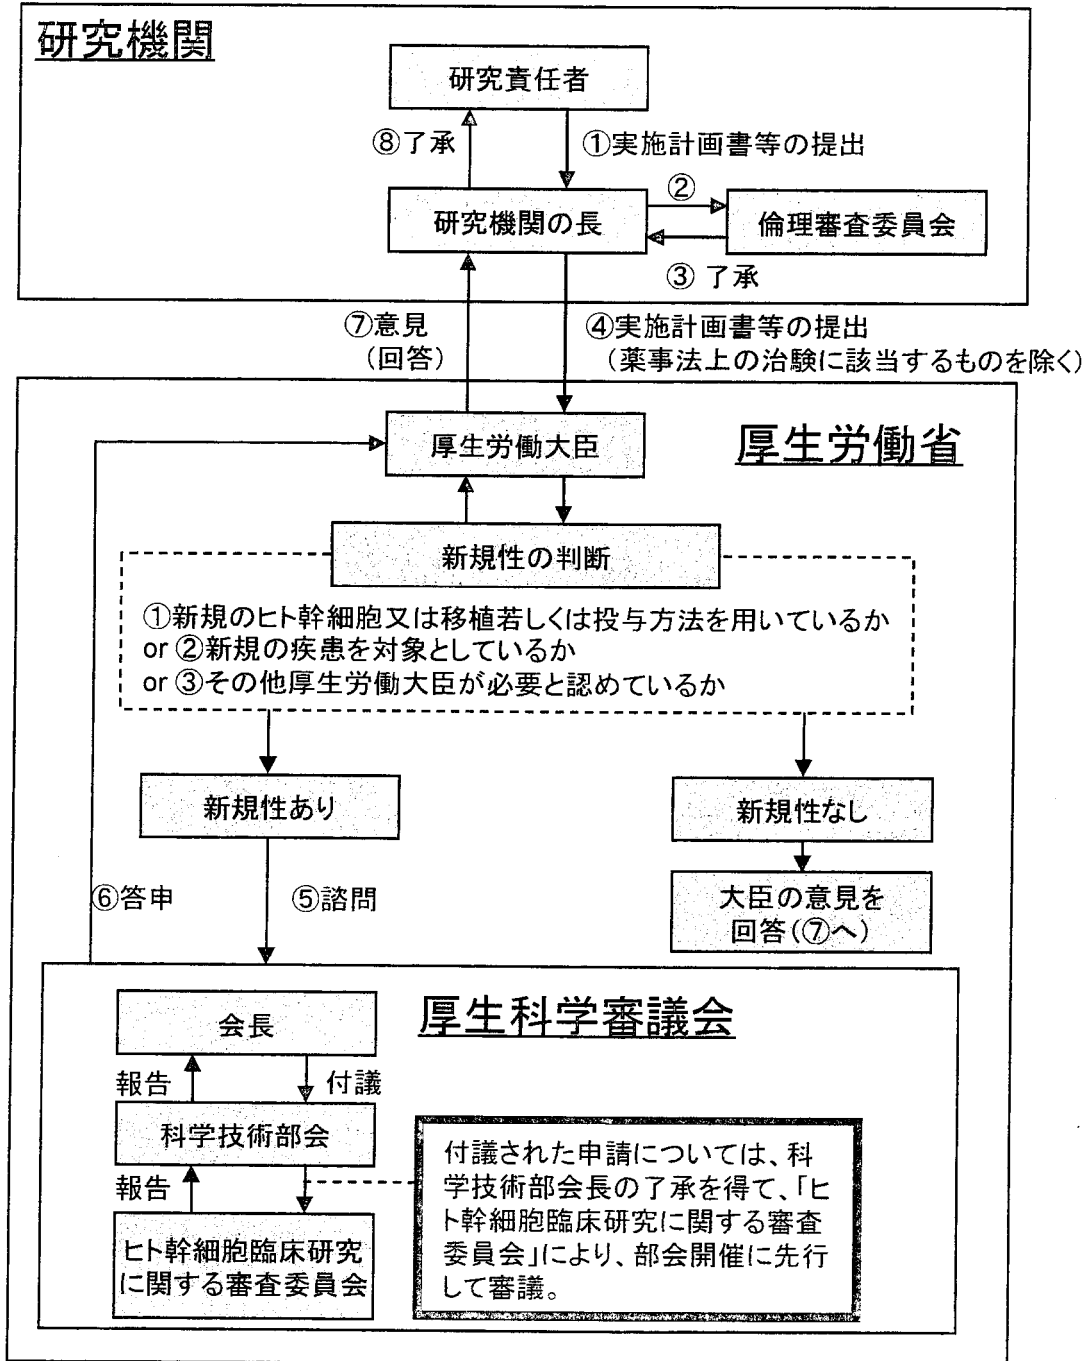 研究機関
研究責任者
⑧了承
①実施計画書等の提出
②
研究機関の長
倫理審査委員会
③ 了承
⑦意見
(回答)
④実施計画書等の提出
(薬事法上の治験に該当するものを除く)
厚生労働大臣
厚生労働省
新規性の判断
①新規のヒト幹細胞又は移植若しくは投与方法を用いているか
or ②新規の疾患を対象としているか
or ③その他厚生労働大臣が必要と認めているか
新規性あり
新規性なし
⑥答申
⑤諮問
大臣の意見を
回答(⑦へ)
厚生科学審議会
会長
報告
付議
科学技術部会
報告
ヒト幹細胞臨床研究
に関する審査委員会
付議された申請については、科
学技術部会長の了承を得て、「ヒ
ト幹細胞臨床研究に関する審査
委員会」により、部会開催に先行
して審議。